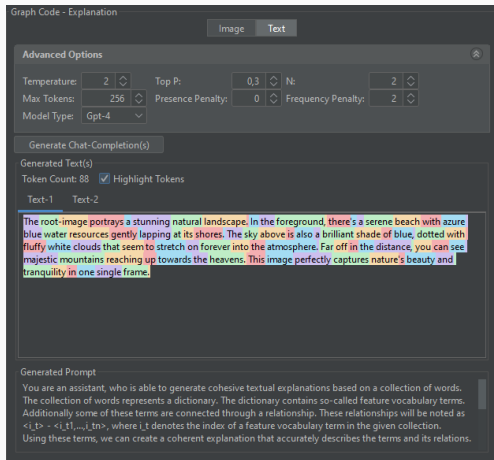 Graph Code - Explanation
Image Text
Advanced Options
Temperature: 2 Top P: 0,3 N: 2
Max Tokens: 256 Presence Penalty: 0 Frequency Penalty: 2
Model Type: Gpt-4
Generate Chat-Completion(s)
Generated Text(s)
Token Count: 88 Highlight Tokens
Text-1 Text-2
The root-image portrays a stunning natural landscape. In the foreground, there's a serene beach with azure
blue water resources gently lapping at its shores. The sky above is also a brilliant shade of blue, dotted with
fluffy white clouds that seem to stretch on forever into the atmosphere. Far off in the distance, you can see
majestic mountains reaching up towards the heavens. This image perfectly captures nature's beauty and
tranquility in one single frame.
Generated Prompt
You are an assistant, who is able to generate cohesive textual explanations based on a collection of words.
The collection of words represents a dictionary. The dictionary contains so-called feature vocabulary terms.
Additionally some of these terms are connected through a relationship. These relationships will be noted as
<i_t> - <i_t1,...,i_tn>, where i_t denotes the index of a feature vocabulary term in the given collection.
Using these terms, we can create a coherent explanation that accurately describes the terms and its relations.